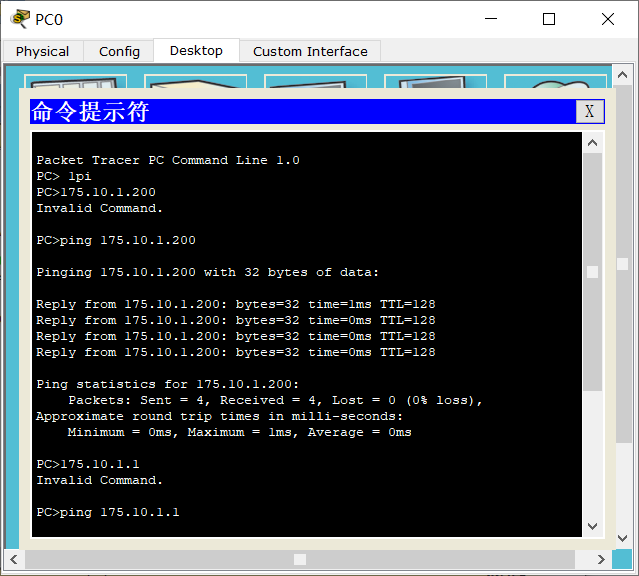 PC0
Physical Config Desktop Custom Interface
命令提示符 X
Packet Tracer PC Command Line 1.0
PC> lpi
PC>175.10.1.200
Invalid Command.
PC>ping 175.10.1.200
Pinging 175.10.1.200 with 32 bytes of data:
Reply from 175.10.1.200: bytes=32 time=1ms TTL=128
Reply from 175.10.1.200: bytes=32 time=0ms TTL=128
Reply from 175.10.1.200: bytes=32 time=0ms TTL=128
Reply from 175.10.1.200: bytes=32 time=0ms TTL=128
Ping statistics for 175.10.1.200:
Packets: Sent = 4, Received = 4, Lost = 0 (0% loss),
Approximate round trip times in milli-seconds:
Minimum = 0ms, Maximum = 1ms, Average = 0ms
PC>175.10.1.1
Invalid Command.
PC>ping 175.10.1.1